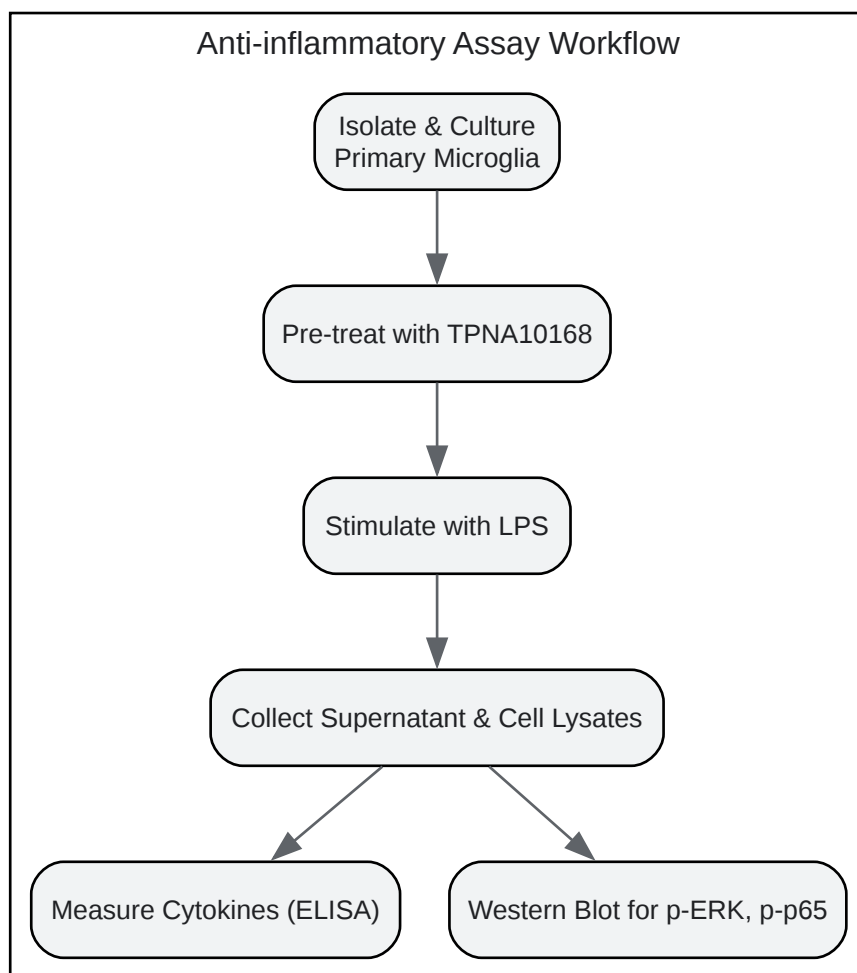 Anti-inflammatory Assay Workflow
Isolate & Culture
Primary Microglia
Pre-treat with TPNA10168
Stimulate with LPS
Collect Supernatant & Cell Lysates
Measure Cytokines (ELISA)
Western Blot for p-ERK, p-p65